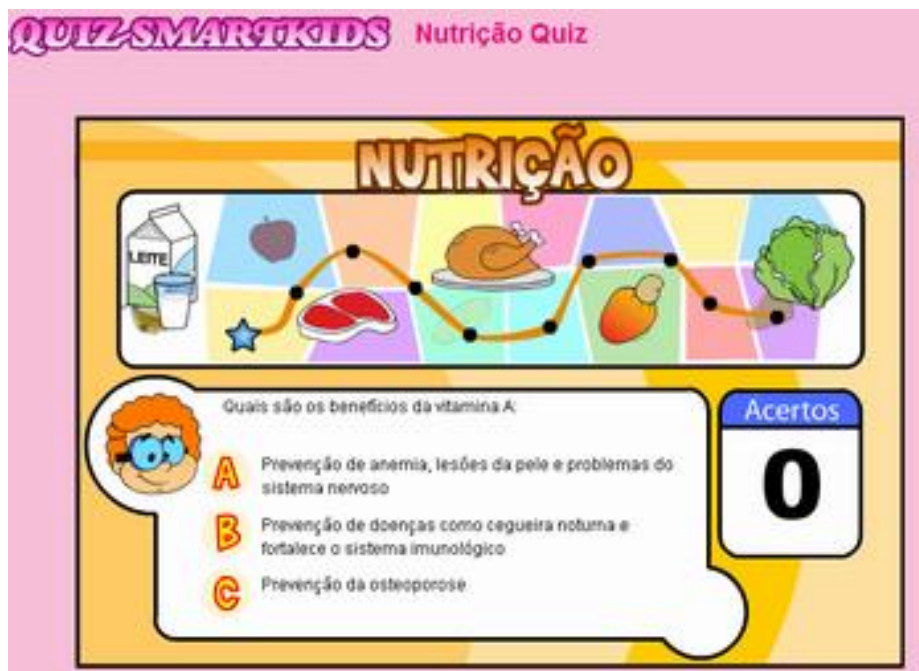 QUIZ SMARTKIDS Nutrição Quiz
NUTRIÇÃO
LEITE
Quais são os benefícios da vitamina A:
Acertos
0
A Prevenção de anemia, lesões da pele e problemas do
sistema nervoso
B Prevenção de doenças como cegueira noturna e
fortalece o sistema imunológico
C Prevenção da osteoporose